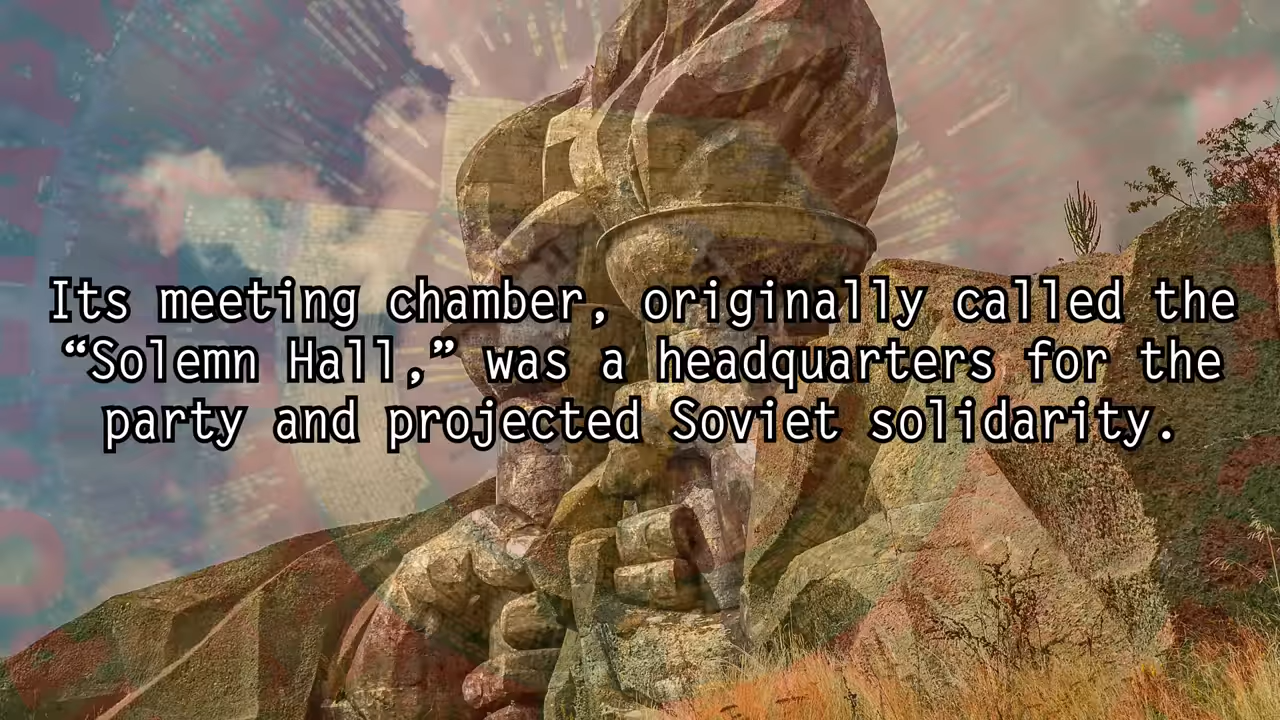 Its meeting chamber, originally called the
“Solemn Hall,” was a headquarters for the
party and projected Soviet solidarity.